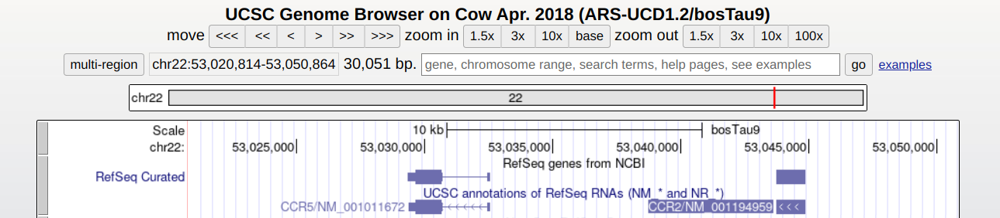 UCSC Genome Browser on Cow Apr. 2018 (ARS-UCD1.2/bosTau9)
move <<< << < > >> >>> zoom in 1.5x 3x 10x base zoom out 1.5x 3x 10x 100x
multi-region chr22:53,020,814-53,050,864 30,051 bp. gene, chromosome range, search terms, help pages, see examples go examples
chr22 22
Scale 10 kb bosTau9
chr22: 53,025,000 53,030,000 53,035,000 53,040,000 53,045,000 53,050,000
RefSeq genes from NCBI
RefSeq Curated
UCSC annotations of RefSeq RNAs (NM_* and NR_*)
CCR5/NM_001011672 CCR2/NM_001194959